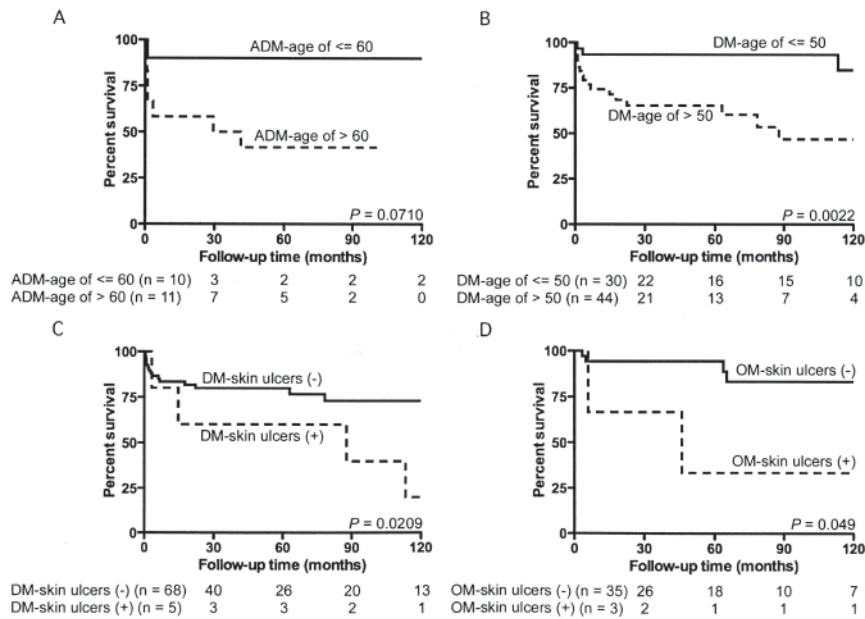 A
100
75
50
25
0
Percent survival
ADM-age of <= 60
ADM-age of > 60
P = 0.0710
0 30 60 90 120
Follow-up time (months)
ADM-age of <= 60 (n = 10) 3 2 2 2
ADM-age of > 60 (n = 11) 7 5 2 0
B
100
75
50
25
0
Percent survival
DM-age of <= 50
DM-age of > 50
P = 0.0022
0 30 60 90 120
Follow-up time (months)
DM-age of <= 50 (n = 30) 22 16 15 10
DM-age of > 50 (n = 44) 21 13 7 4
C
100
75
50
25
0
Percent survival
DM-skin ulcers (-)
DM-skin ulcers (+)
P = 0.0209
0 30 60 90 120
Follow-up time (months)
DM-skin ulcers (-) (n = 68) 40 26 20 13
DM-skin ulcers (+) (n = 5) 3 3 2 1
D
100
75
50
25
0
Percent survival
OM-skin ulcers (-)
OM-skin ulcers (+)
P = 0.049
0 30 60 90 120
Follow-up time (months)
OM-skin ulcers (-) (n = 35) 26 18 10 7
OM-skin ulcers (+) (n = 3) 2 1 1 1